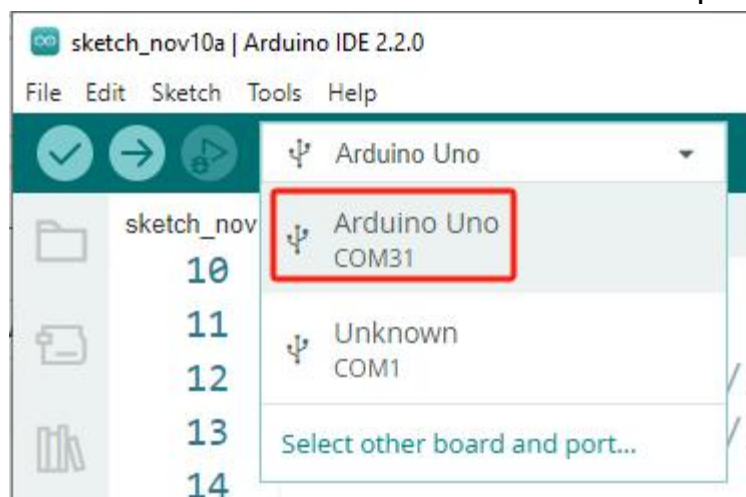 sketch_nov10a | Arduino IDE 2.2.0
File Edit Sketch Tools Help
Arduino Uno
sketch_nov
Arduino Uno
COM31
10
11
Unknown
COM1
12
/
13
Select other board and port...
/
14